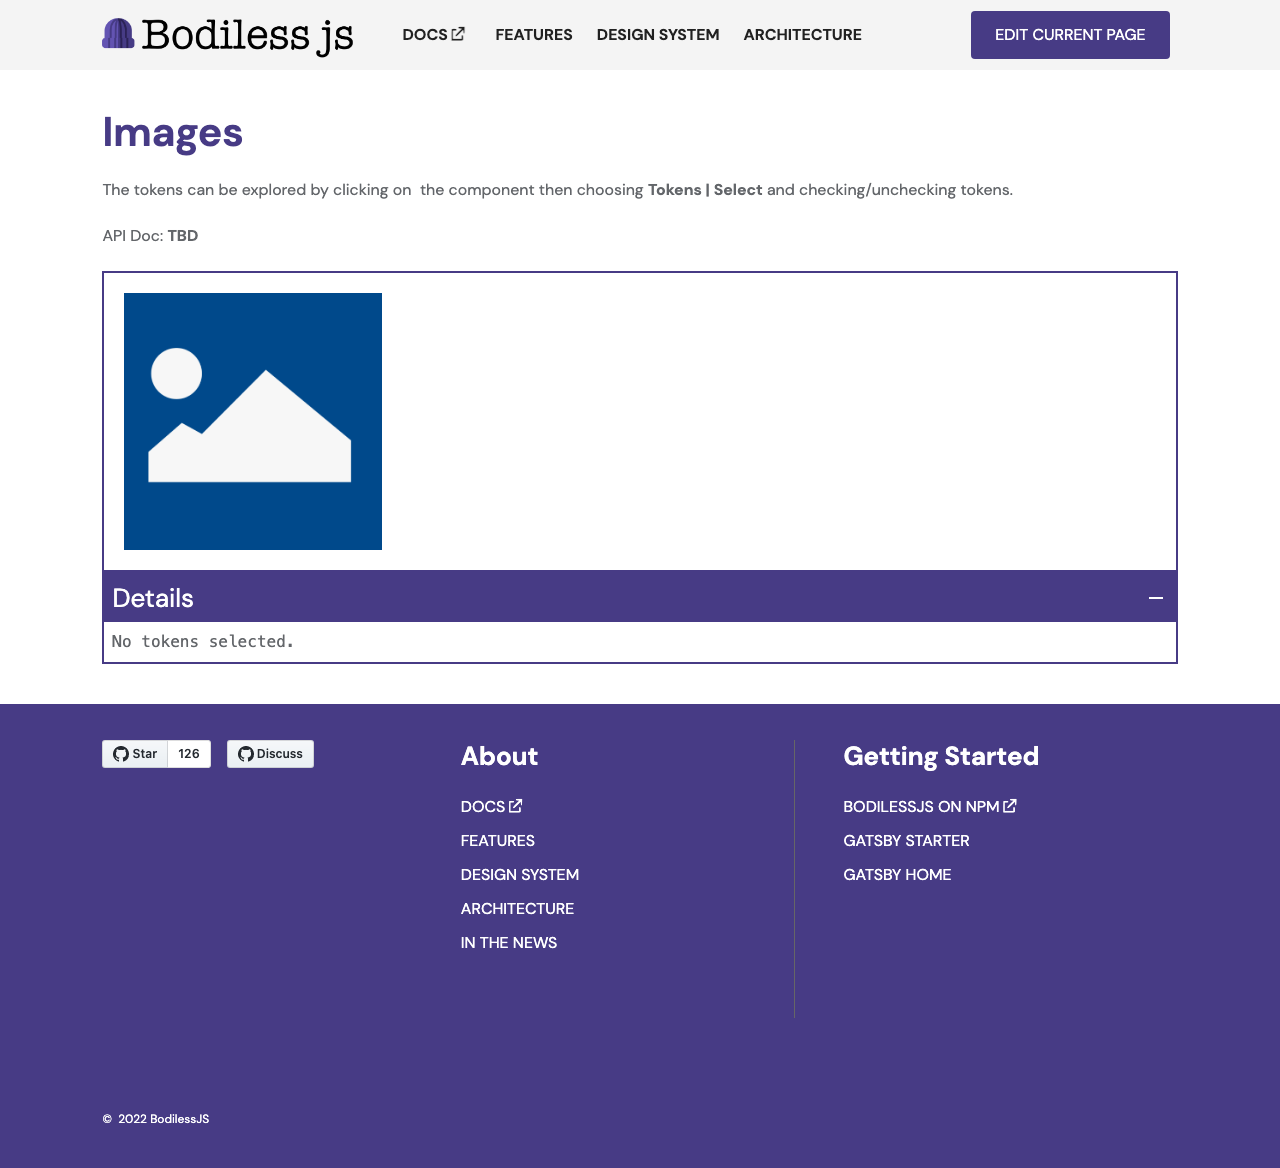 Bodiless js
DOCS FEATURES DESIGN SYSTEM ARCHITECTURE EDIT CURRENT PAGE
Images
The tokens can be explored by clicking on  the component then choosing Tokens | Select and checking/unchecking tokens.
API Doc: TBD
Details
No tokens selected.
Star 126 Discuss
About
DOCS
FEATURES
DESIGN SYSTEM
ARCHITECTURE
IN THE NEWS
Getting Started
BODILESSJS ON NPM
GATSBY STARTER
GATSBY HOME
© 2022 BodilessJS